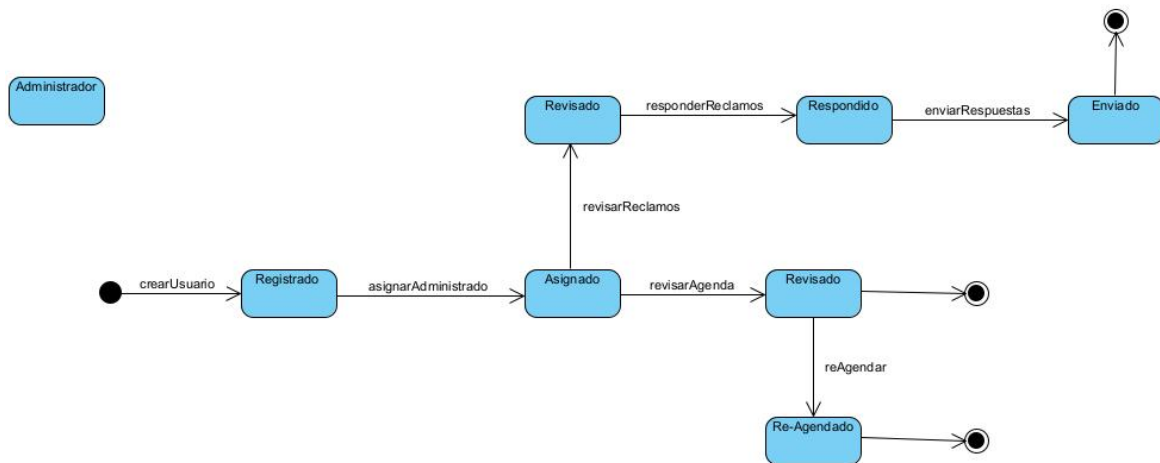 Administrador
Revisado
responderReclamos
Respondido
enviarRespuestas
Enviado
revisarReclamos
crearUsuario
Registrado
asignarAdministrado
Asignado
revisarAgenda
Revisado
reAgendar
Re-Agendado